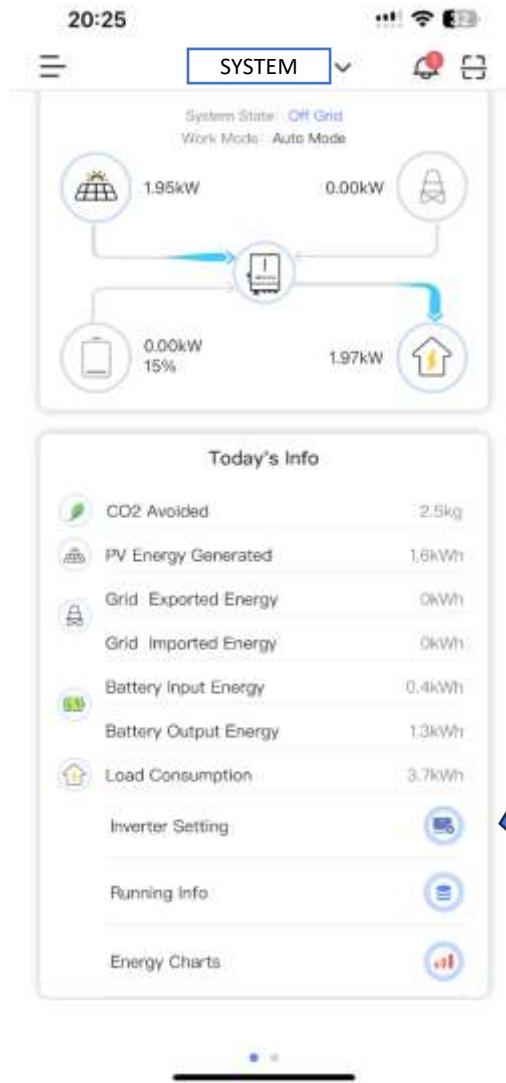 20:25
SYSTEM
System State: Off Grid
Work Mode: Auto Mode
1.95kW
0.00kW
0.00kW
15%
1.97kW
Today's Info
CO2 Avoided 2.5kg
PV Energy Generated 1.6kWh
Grid Exported Energy 0kWh
Grid Imported Energy 0kWh
Battery Input Energy 0.4kWh
Battery Output Energy 1.3kWh
Load Consumption 3.7kWh
Inverter Setting
Running Info
Energy Charts